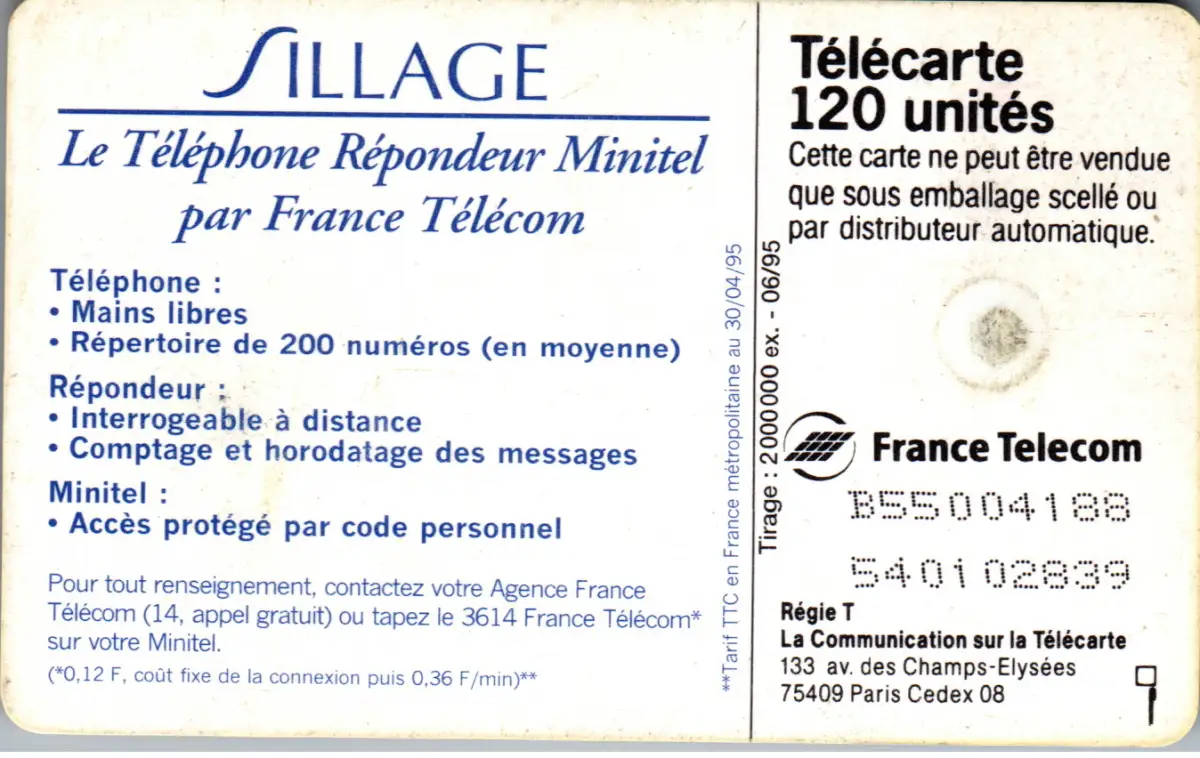 SILLAGE
Le Téléphone Répondeur Minitel
par France Télécom
Téléphone :
• Mains libres
• Répertoire de 200 numéros (en moyenne)
Répondeur :
• Interrogeable à distance
• Comptage et horodatage des messages
Minitel :
• Accès protégé par code personnel
Pour tout renseignement, contactez votre Agence France
Télécom (14, appel gratuit) ou tapez le 3614 France Télécom*
sur votre Minitel.
(*0,12 F, coût fixe de la connexion puis 0,36 F/min)**
**Tarif TTC en France métropolitaine au 30/04/95
Tirage : 2000000 ex. - 06/95
Télécarte
120 unités
Cette carte ne peut être vendue
que sous emballage scellé ou
par distributeur automatique.
France Telecom
B55004188
540102839
Régie T
La Communication sur la Télécarte
133 av. des Champs-Elysées
75409 Paris Cedex 08